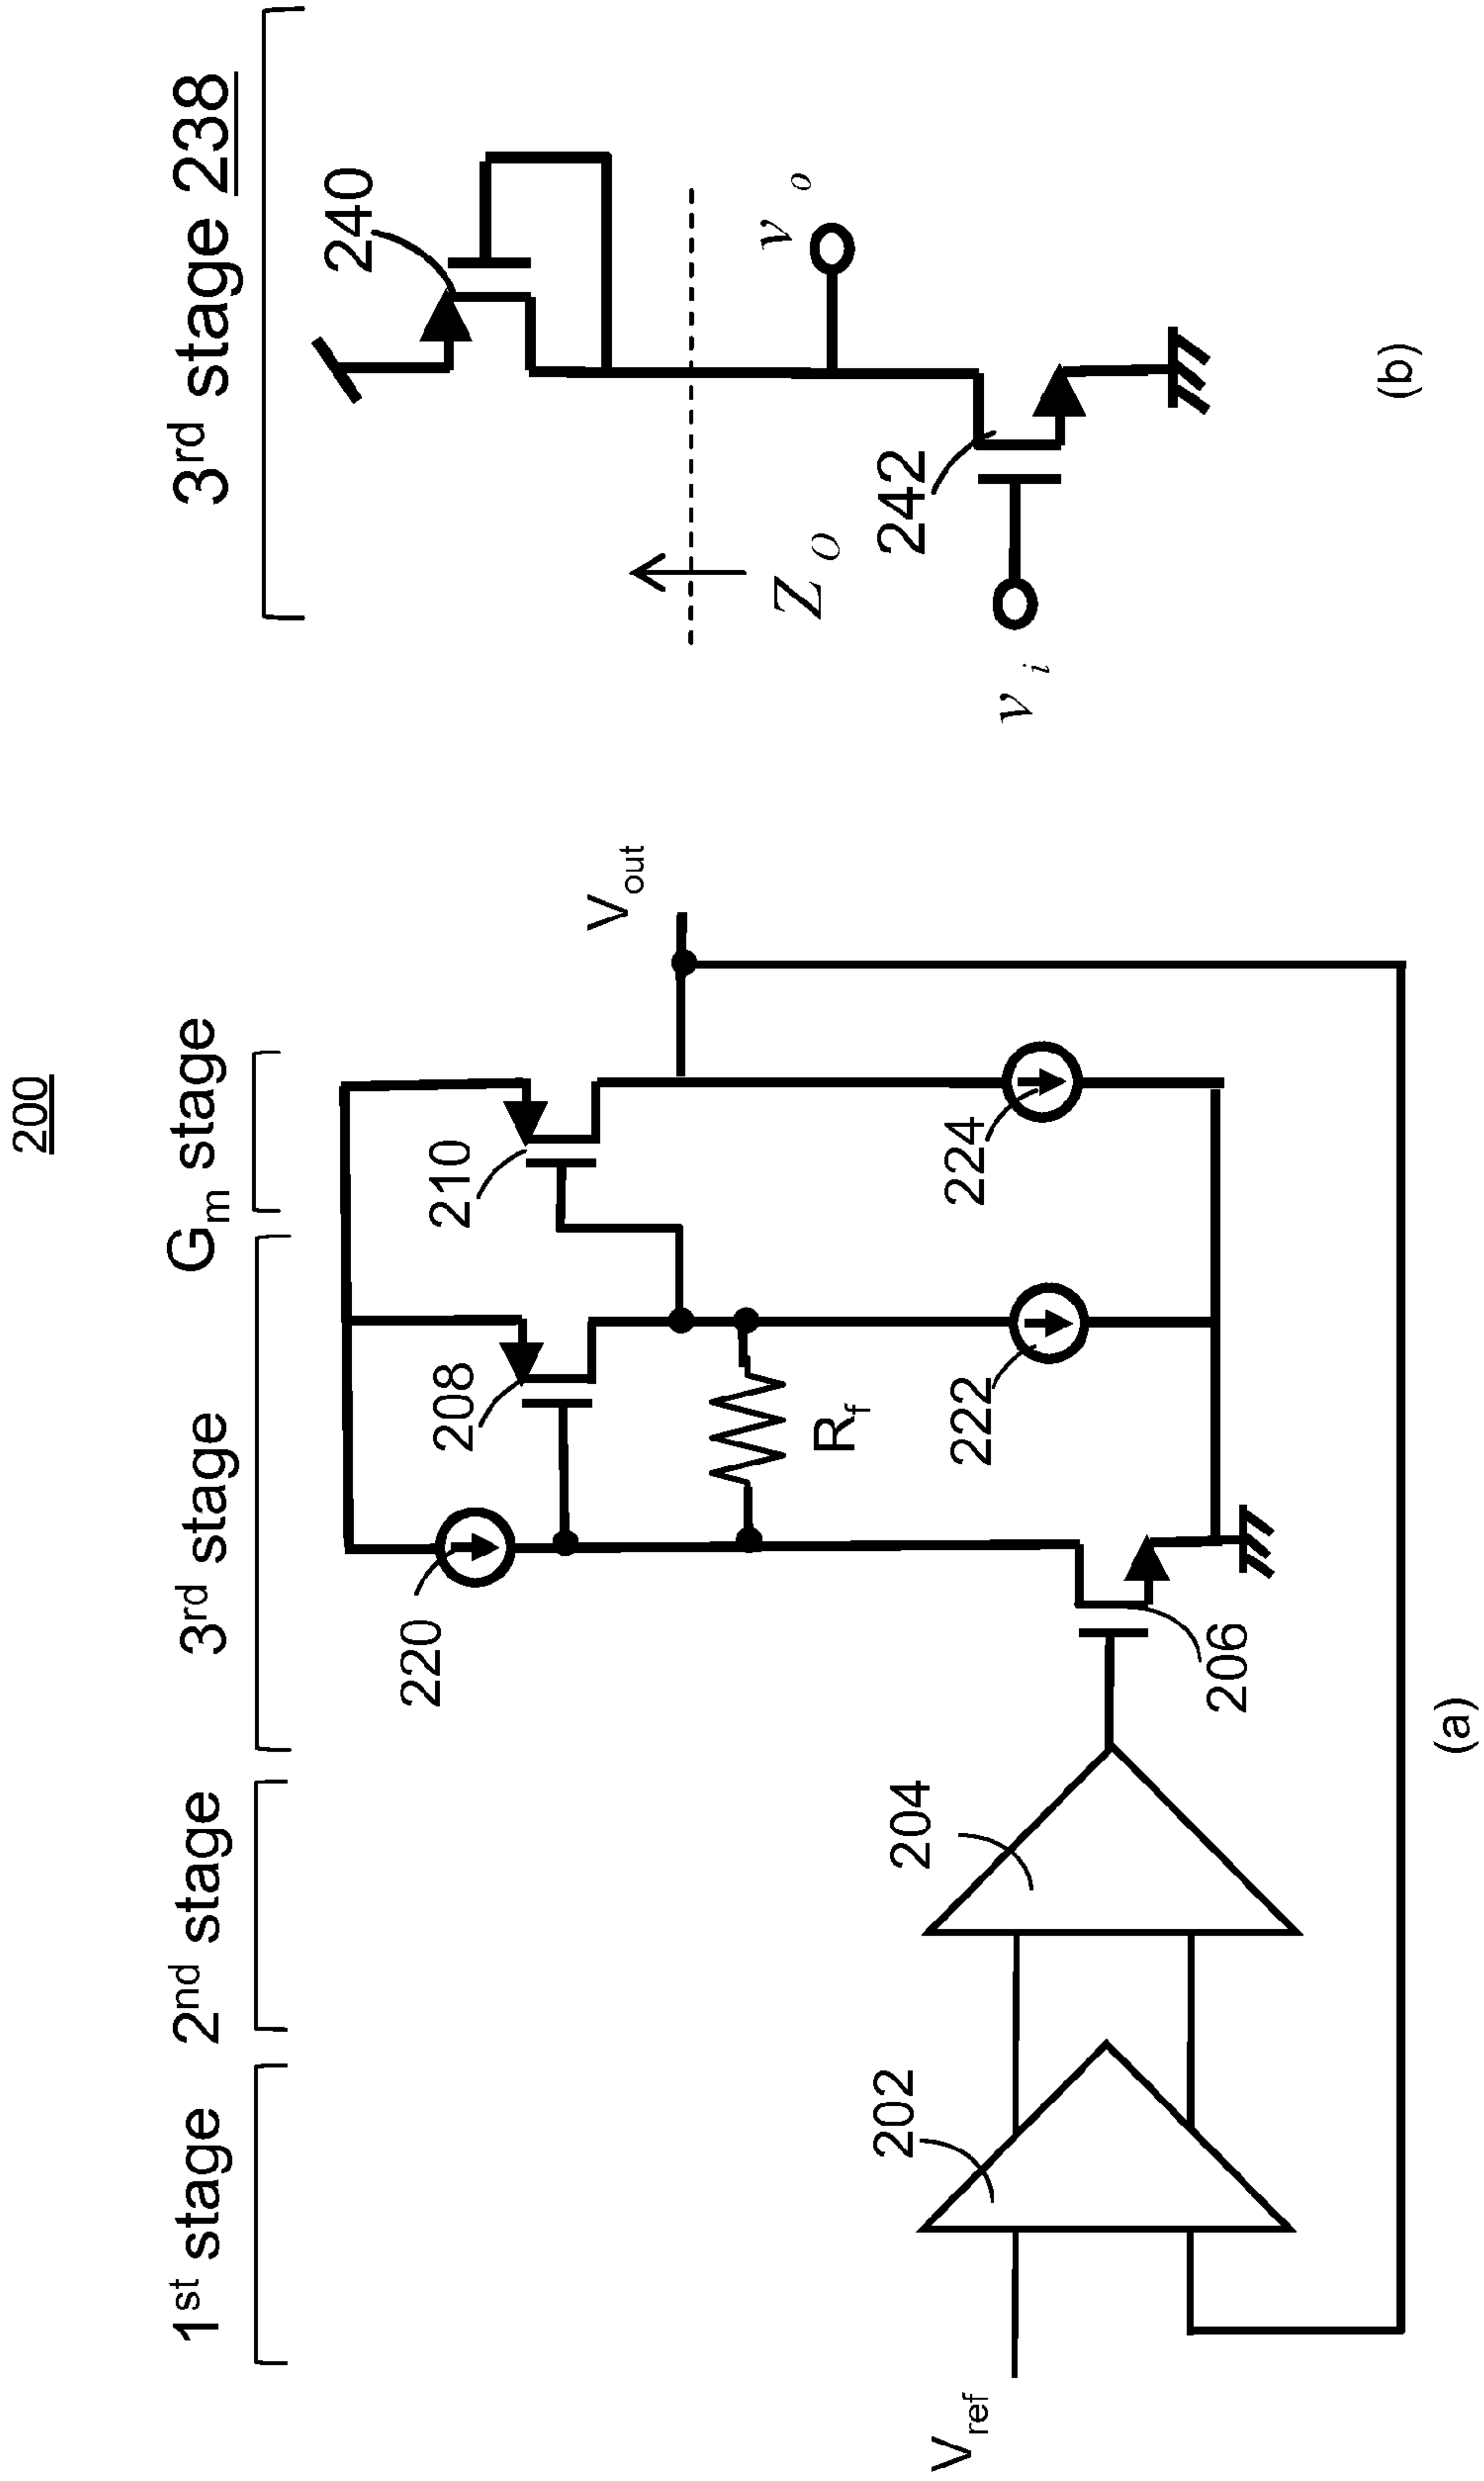 200
1st stage
2nd stage
3rd stage
Gm stage
3rd stage 238
220
208
210
240
Vout
Rf
222
224
Vref
202
204
206
ZO
vo
vi
242
(a)
(b)